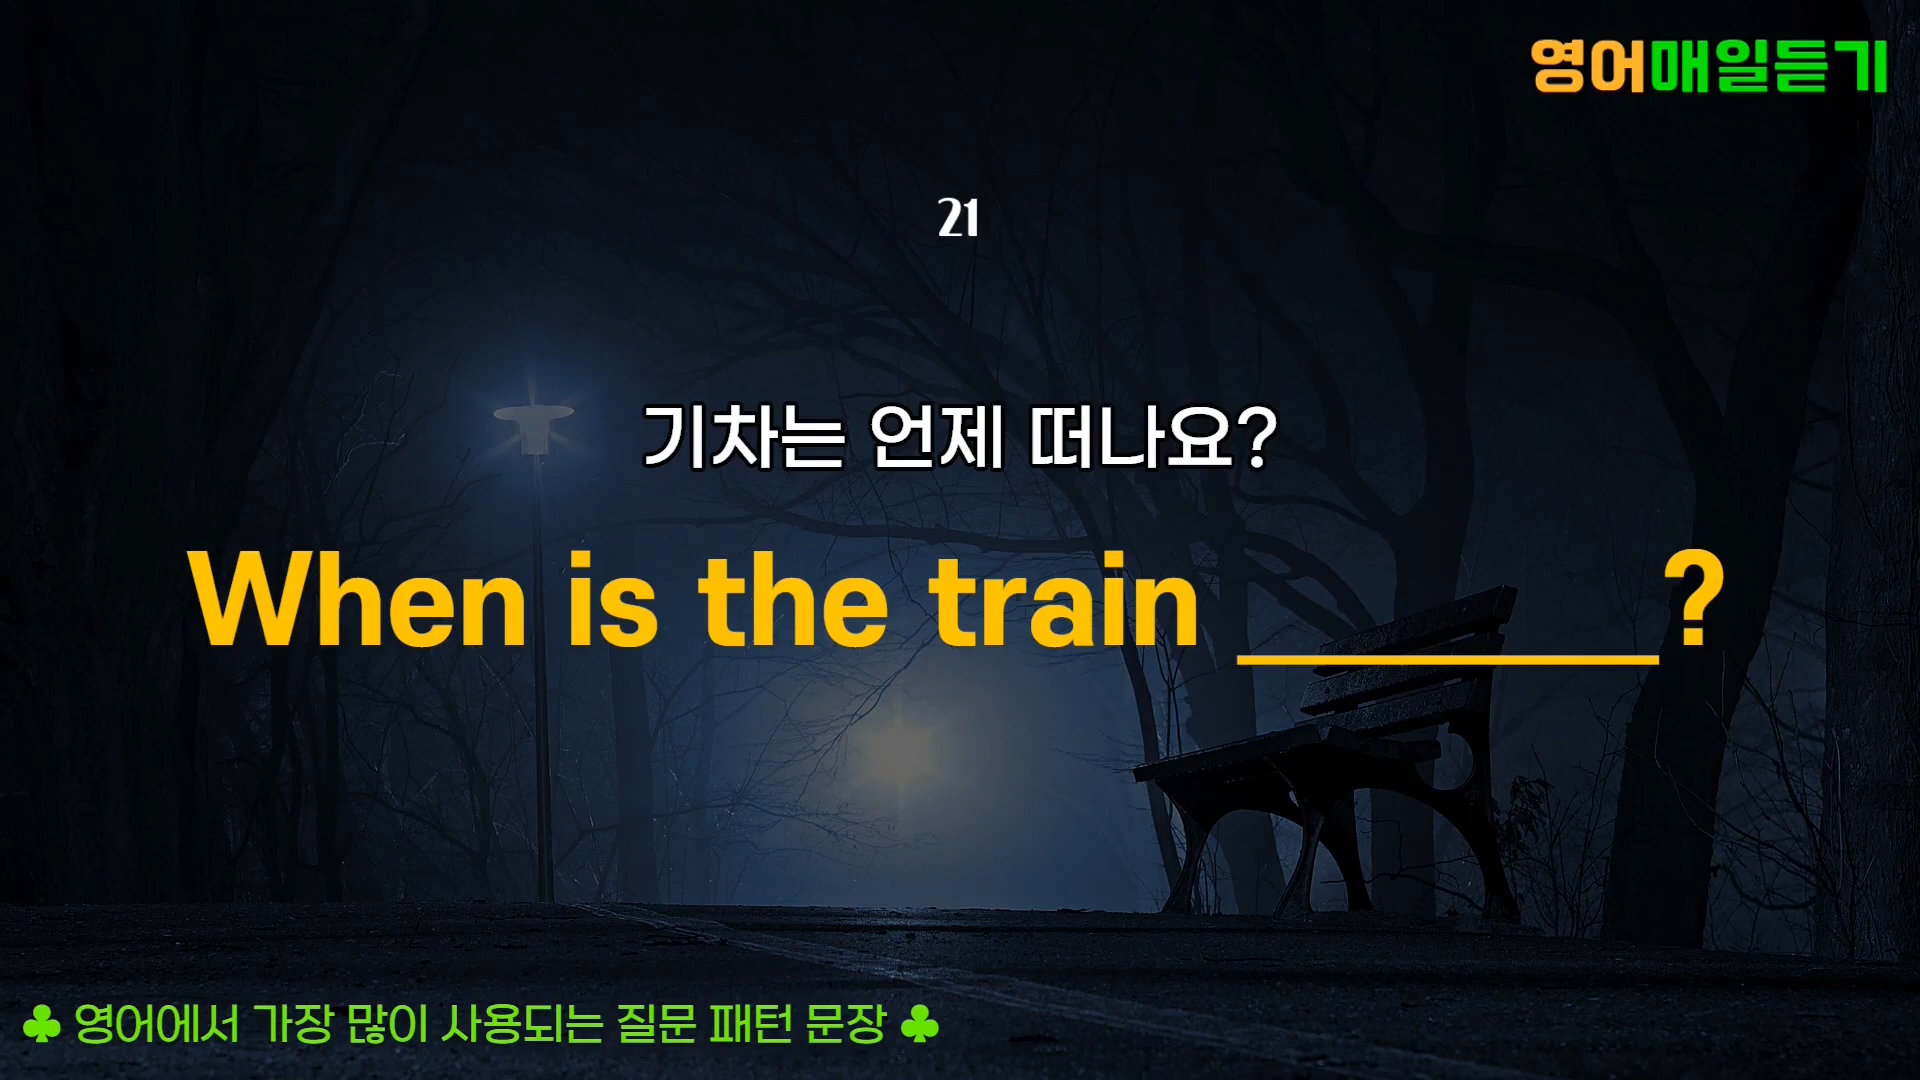 영어매일듣기
21
기차는 언제 떠나요?
When is the train ______?
♣ 영어에서 가장 많이 사용되는 질문 패턴 문장 ♣